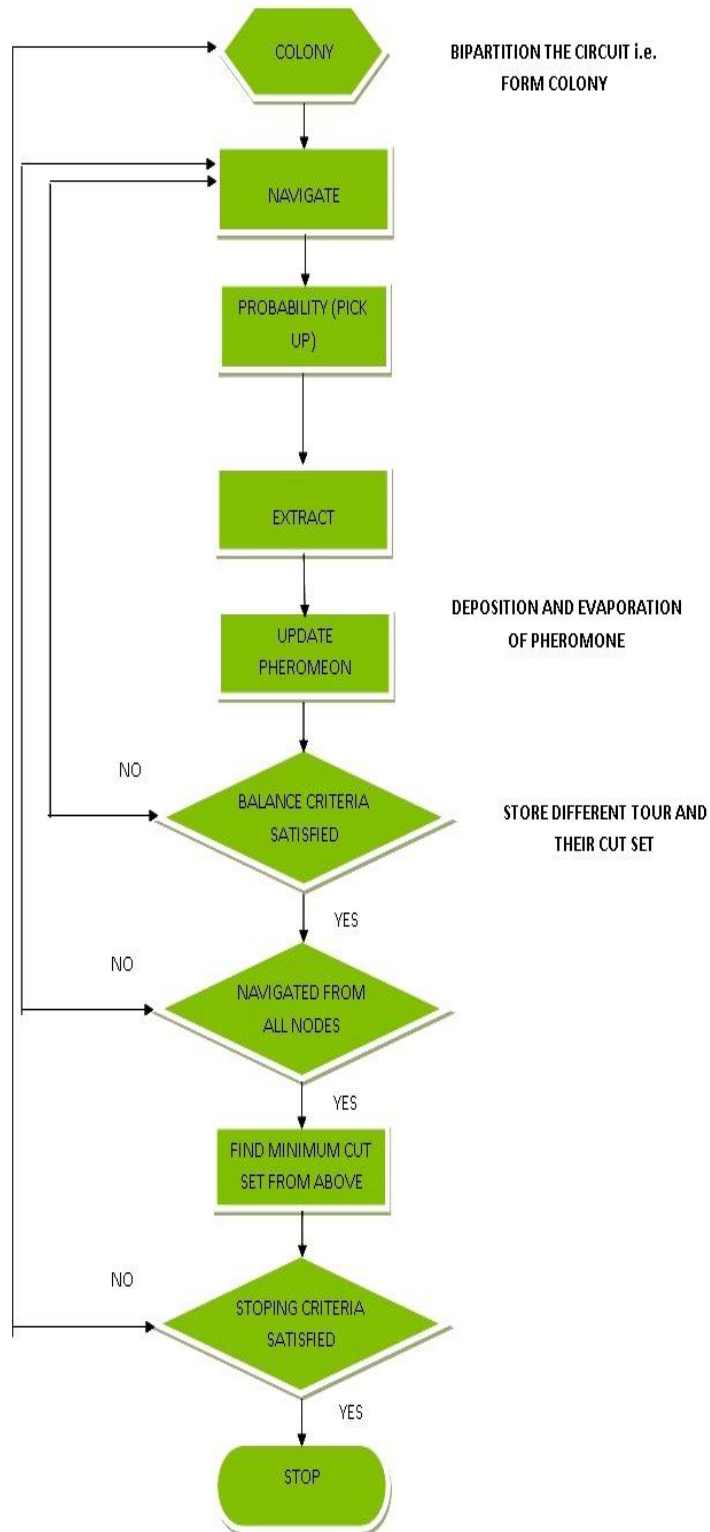 COLONY
BIPARTITION THE CIRCUIT i.e.
FORM COLONY
NAVIGATE
PROBABILITY (PICK
UP)
EXTRACT
DEPOSITION AND EVAPORATION
OF PHEROMONE
UPDATE
PHEROMEON
NO
BALANCE CRITERIA
SATISFIED
STORE DIFFERENT TOUR AND
THEIR CUT SET
YES
NO
NAVIGATED FROM
ALL NODES
YES
FIND MINIMUM CUT
SET FROM ABOVE
NO
STOPING CRITERIA
SATISFIED
YES
STOP